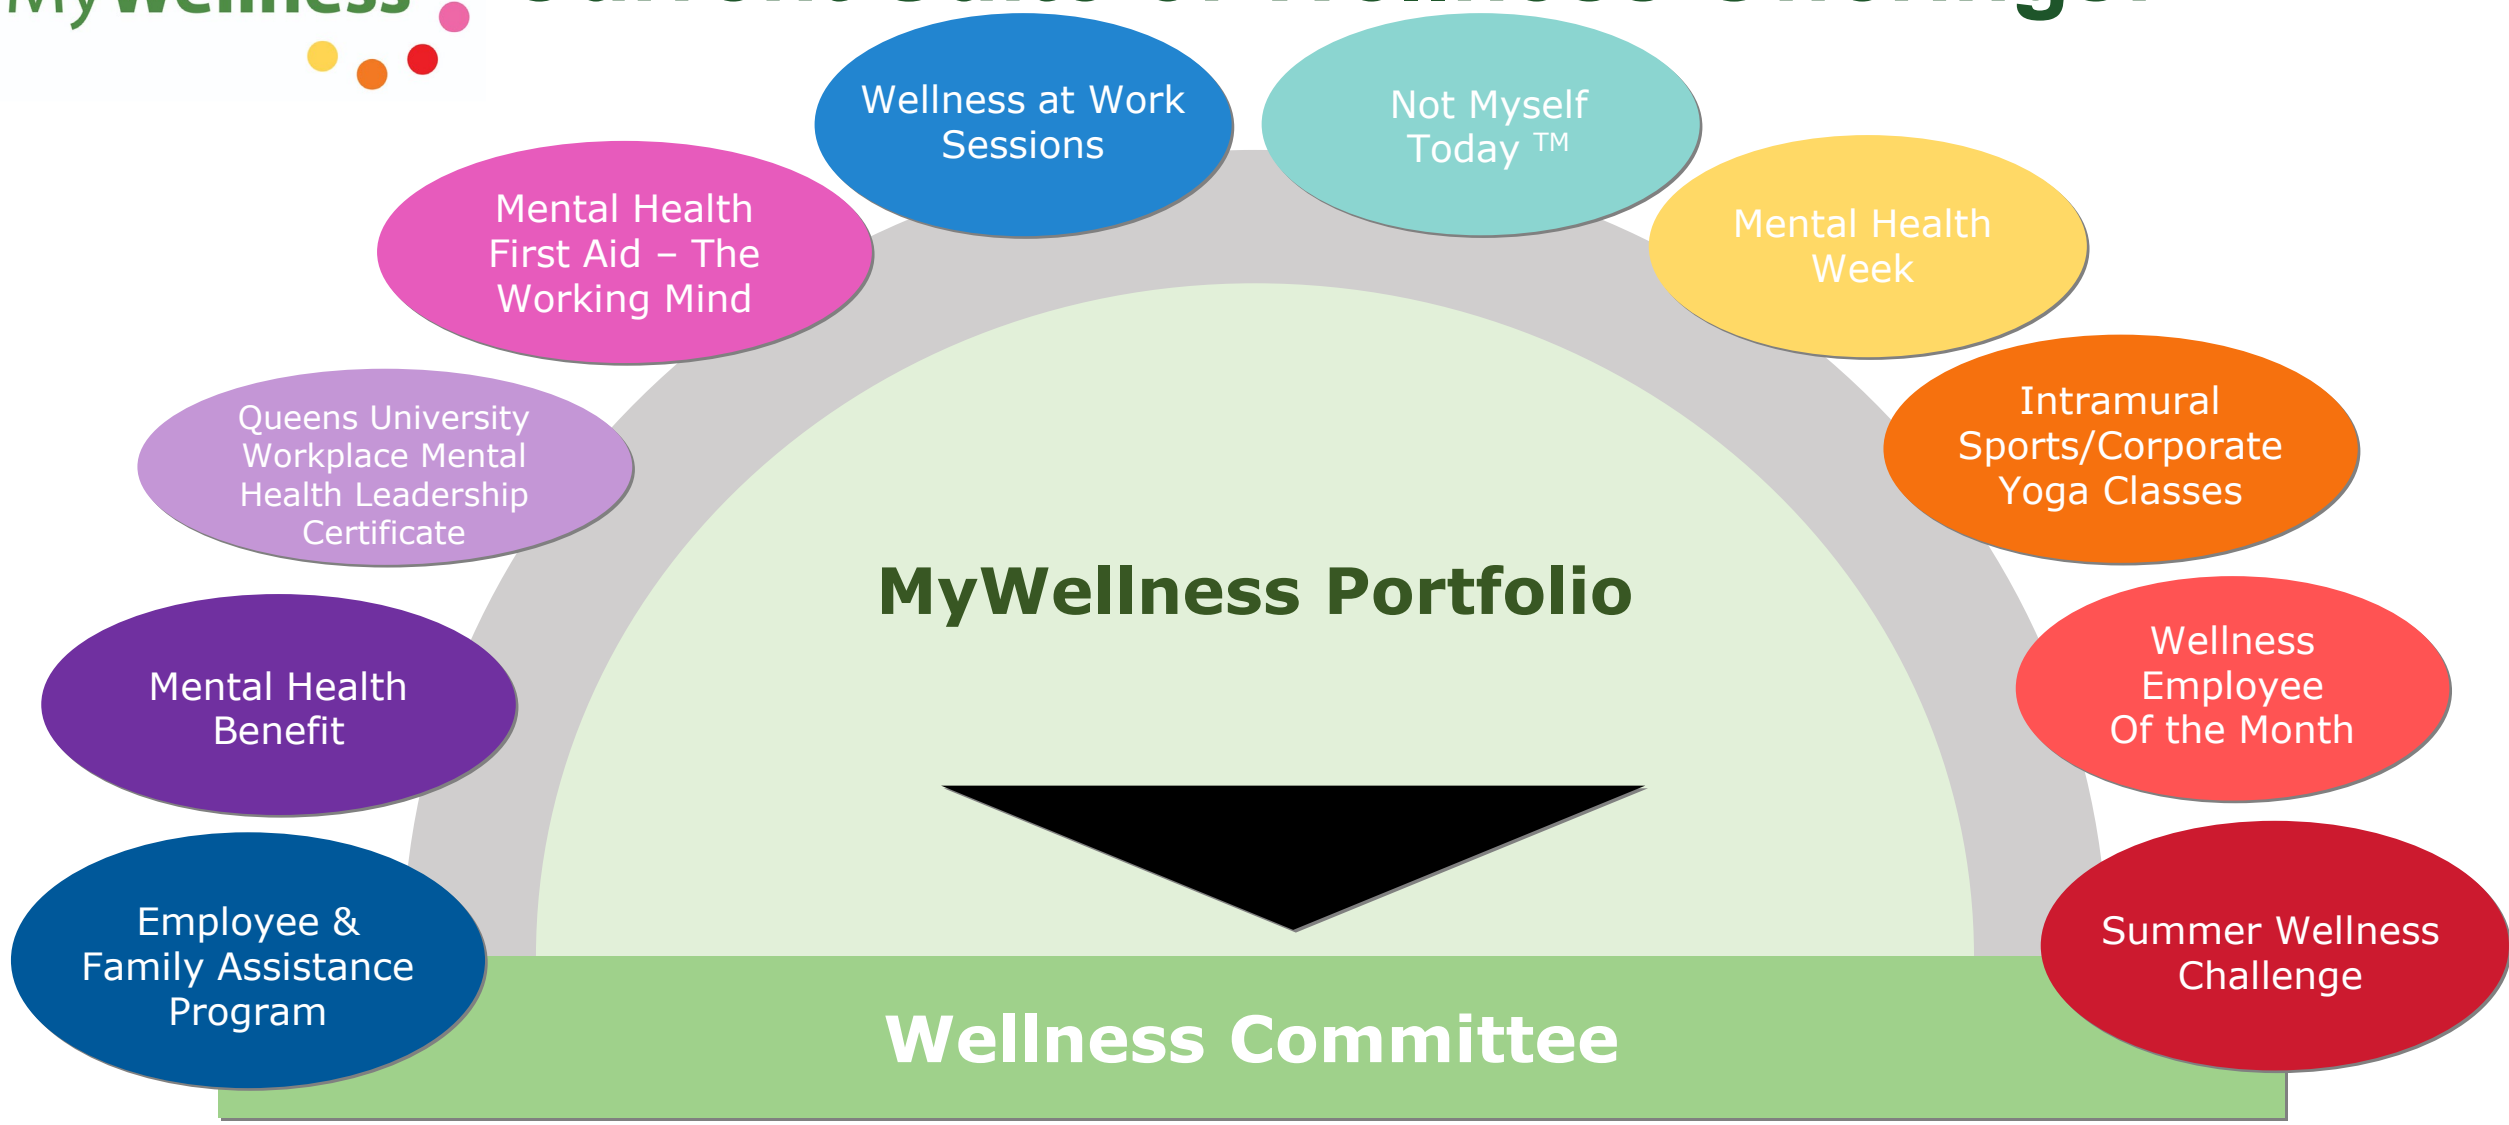 MyWellness
Wellness at Work
Sessions
Not Myself
Today ™
Mental Health
First Aid – The
Working Mind
Mental Health
Week
Queens University
Workplace Mental
Health Leadership
Certificate
Intramural
Sports/Corporate
Yoga Classes
MyWellness Portfolio
Mental Health
Benefit
Wellness
Employee
Of the Month
Employee &
Family Assistance
Program
Summer Wellness
Challenge
Wellness Committee